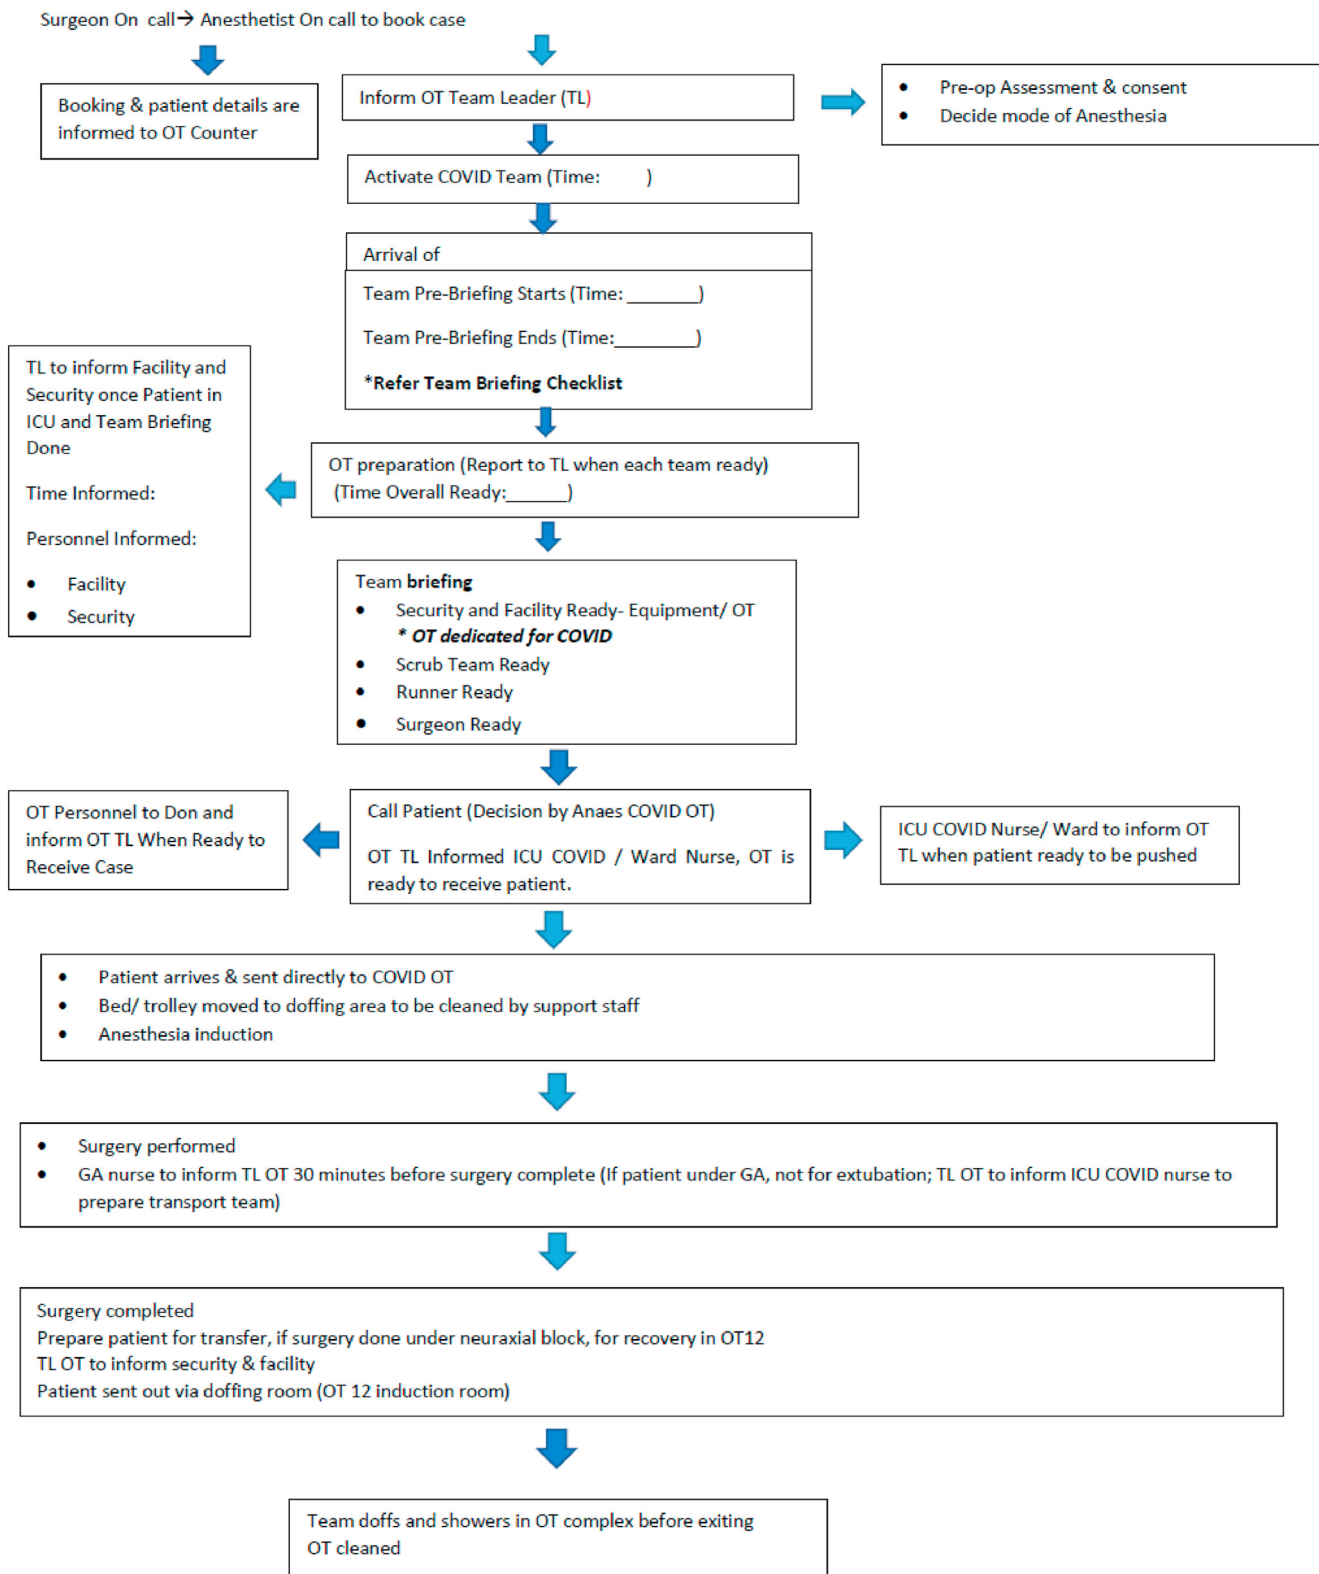 Surgeon On call→ Anesthetist On call to book case
Booking & patient details are
informed to OT Counter
Inform OT Team Leader (TL)
• Pre-op Assessment & consent
• Decide mode of Anesthesia
Activate COVID Team (Time: )
Arrival of
Team Pre-Briefing Starts (Time: _______)
Team Pre-Briefing Ends (Time:________)
*Refer Team Briefing Checklist
TL to inform Facility and
Security once Patient in
ICU and Team Briefing
Done
Time Informed:
Personnel Informed:
• Facility
• Security
OT preparation (Report to TL when each team ready)
(Time Overall Ready:______)
Team briefing
• Security and Facility Ready- Equipment/ OT
* OT dedicated for COVID
• Scrub Team Ready
• Runner Ready
• Surgeon Ready
OT Personnel to Don and
inform OT TL When Ready to
Receive Case
Call Patient (Decision by Anaes COVID OT)
OT TL Informed ICU COVID / Ward Nurse, OT is
ready to receive patient.
ICU COVID Nurse/ Ward to inform OT
TL when patient ready to be pushed
• Patient arrives & sent directly to COVID OT
• Bed/ trolley moved to doffing area to be cleaned by support staff
• Anesthesia induction
• Surgery performed
• GA nurse to inform TL OT 30 minutes before surgery complete (If patient under GA, not for extubation; TL OT to inform ICU COVID nurse to
prepare transport team)
Surgery completed
Prepare patient for transfer, if surgery done under neuraxial block, for recovery in OT12
TL OT to inform security & facility
Patient sent out via doffing room (OT 12 induction room)
Team doffs and showers in OT complex before exiting
OT cleaned